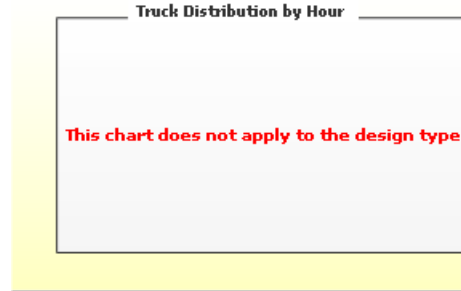 Truck Distribution by Hour
This chart does not apply to the design type